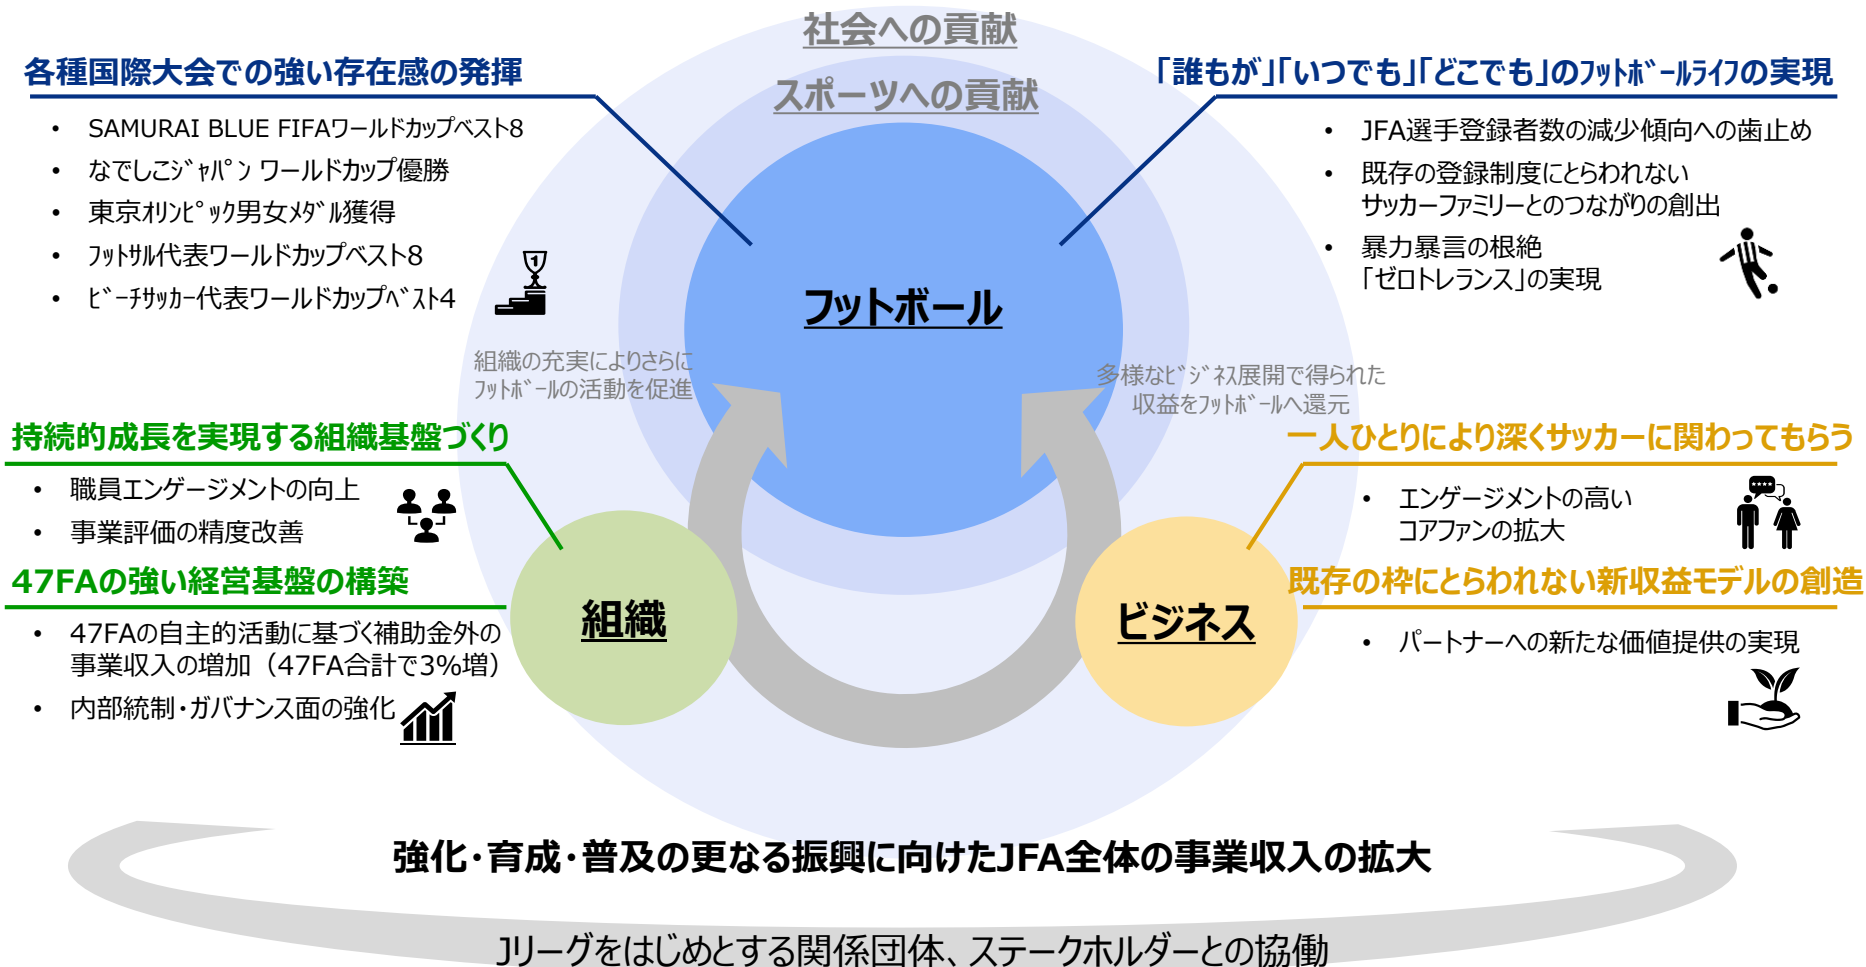 社会への貢献
スポーツへの貢献
各種国際大会での強い存在感の発揮
• SAMURAI BLUE FIFAワールドカップベスト8
• なでしこジャパン ワールドカップ優勝
• 東京オリンピック男女メダル獲得
• フットサル代表ワールドカップベスト8
• ビーチサッカー代表ワールドカップベスト4
「誰もが」「いつでも」「どこでも」のフットボールライフの実現
• JFA選手登録者数の減少傾向への歯止め
• 既存の登録制度にとらわれない
サッカーファミリーとのつながりの創出
• 暴力暴言の根絶
「ゼロトレランス」の実現
フットボール
組織の充実によりさらに
フットボールの活動を促進
多様なビジネス展開で得られた
収益をフットボールへ還元
持続的成長を実現する組織基盤づくり
• 職員エンゲージメントの向上
• 事業評価の精度改善
47FAの強い経営基盤の構築
• 47FAの自主的活動に基づく補助金外の
事業収入の増加（47FA合計で3%増）
• 内部統制・ガバナンス面の強化
組織
一人ひとりにより深くサッカーに関わってもらう
• エンゲージメントの高い
コアファンの拡大
既存の枠にとらわれない新収益モデルの創造
• パートナーへの新たな価値提供の実現
ビジネス
強化・育成・普及の更なる振興に向けたJFA全体の事業収入の拡大
Jリーグをはじめとする関係団体、ステークホルダーとの協働